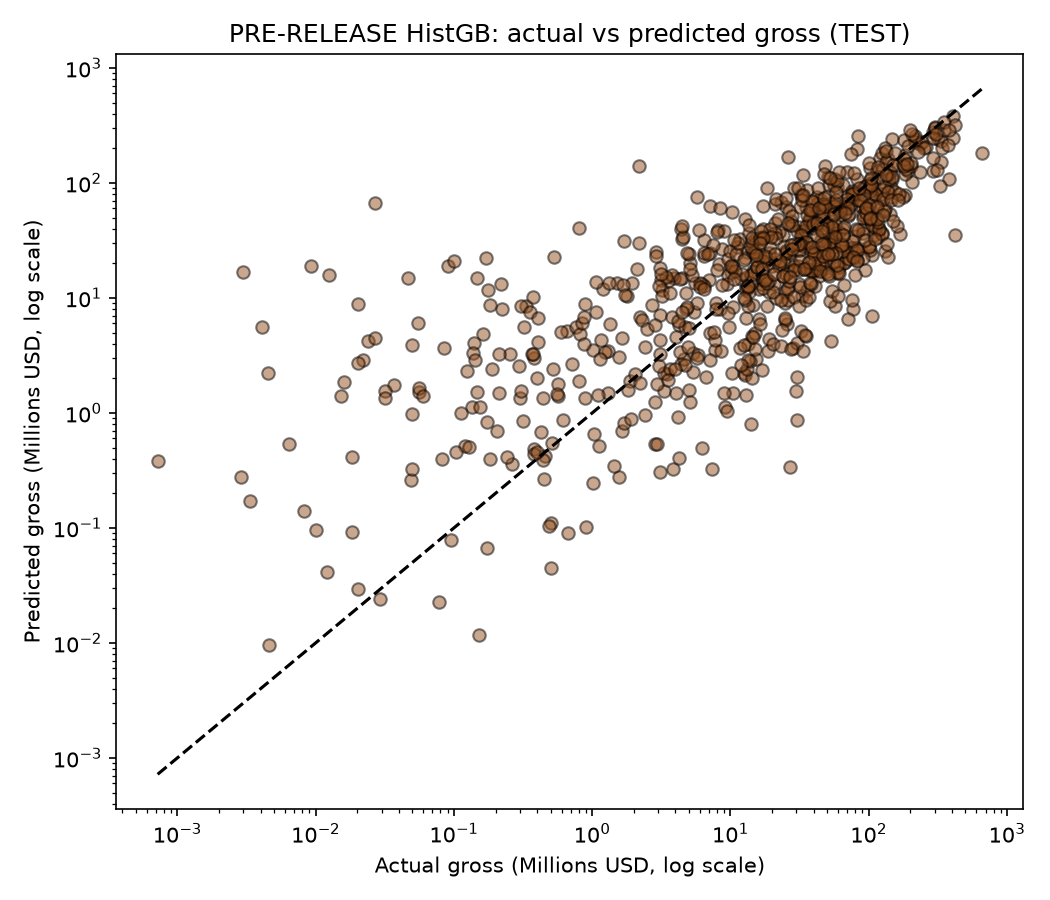 PRE-RELEASE HistGB: actual vs predicted gross (TEST)
Predicted gross (Millions USD, log scale)
10³
10²
10¹
10⁰
10⁻¹
10⁻²
10⁻³
10⁻³ 10⁻² 10⁻¹ 10⁰ 10¹ 10² 10³
Actual gross (Millions USD, log scale)